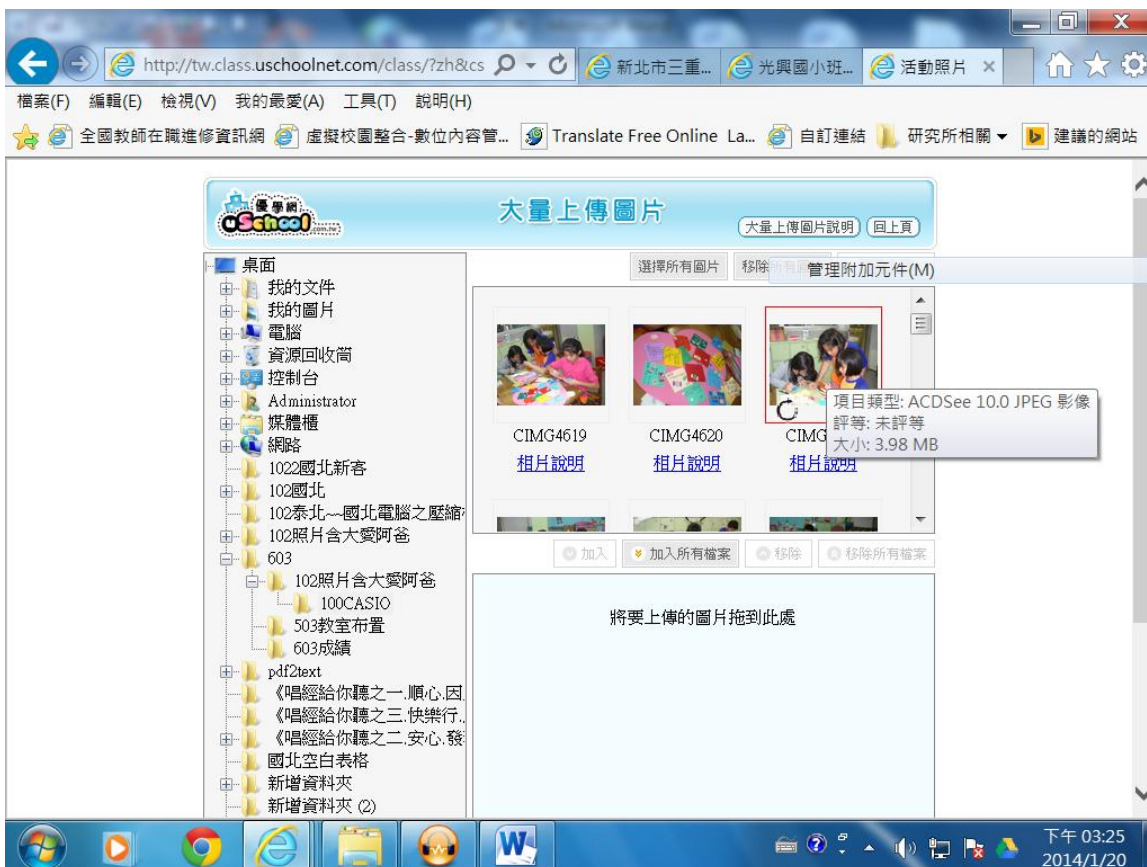 http://tw.class.uschoolnet.com/class/?zh&cs
新北市三重...
光興國小班...
活動照片
檔案(F) 編輯(E) 檢視(V) 我的最愛(A) 工具(T) 說明(H)
全國教師在職進修資訊網
虛擬校園整合-數位內容管...
Translate Free Online La...
自訂連結
研究所相關
建議的網站
優學網
uSchool.com.tw
大量上傳圖片
大量上傳圖片說明
回上頁
桌面
我的文件
我的圖片
電腦
資源回收筒
控制台
Administrator
媒體櫃
網路
1022國北新客
102國北
102泰北~~國北電腦之壓縮
102照片含大愛阿爸
603
102照片含大愛阿爸
100CASIO
503教室布置
603成績
pdf2text
《唱經給你聽之一.順心.因
《唱經給你聽之三.快樂行..
《唱經給你聽之二.安心.發
國北空白表格
新增資料夾
新增資料夾 (2)
選擇所有圖片
移除
管理附加元件(M)
CIMG4619
CIMG4620
CIMG
相片說明
相片說明
相片說明
項目類型: ACDSee 10.0 JPEG 影像
評等: 未評等
大小: 3.98 MB
加入
加入所有檔案
移除
移除所有檔案
將要上傳的圖片拖到此處
下午 03:25
2014/1/20